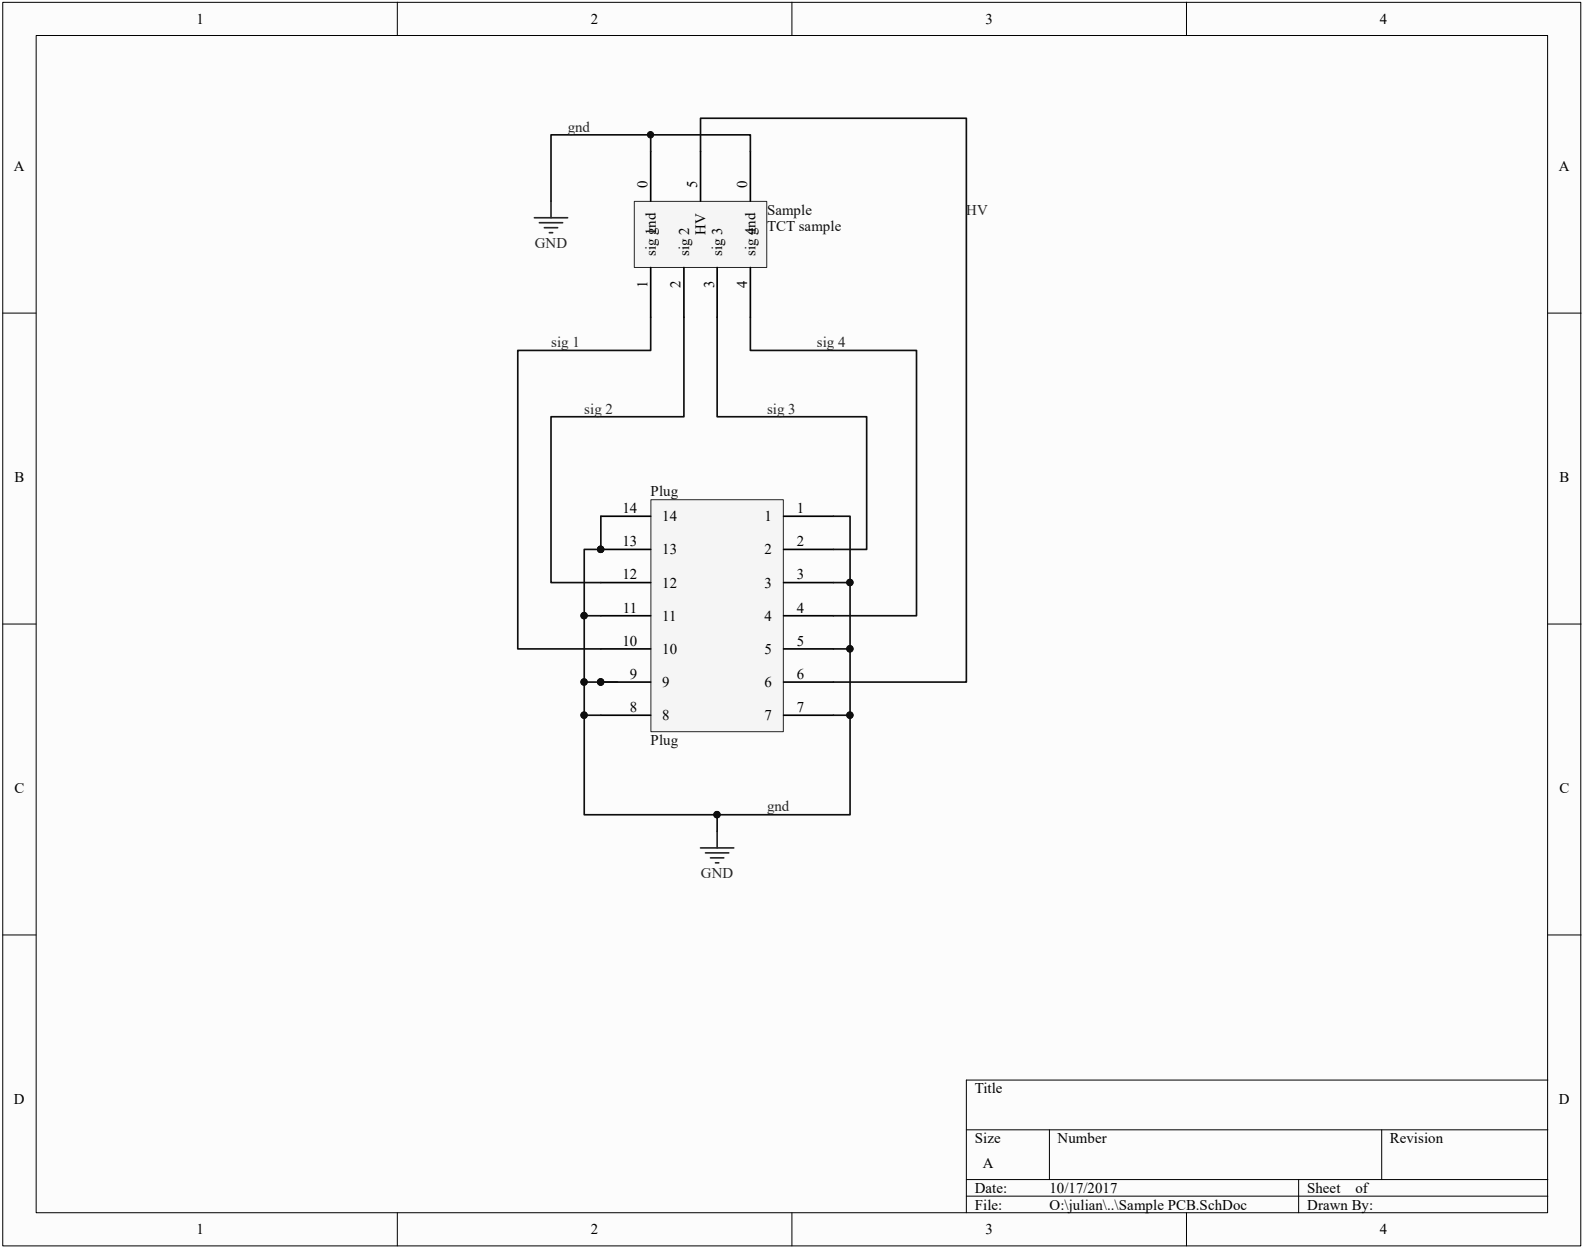 1 2 3 4
gnd
A A
0 5 0
Sample
HV
gnd HV gnd
TCT sample
sig 1 sig 2 sig 3 sig 4
GND
1 2 3 4
sig 1 sig 4
sig 2 sig 3
B B
Plug
14 14 1 1
13 13 2 2
12 12 3 3
11 11 4 4
10 10 5 5
9 9 6 6
8 8 7 7
Plug
C C
gnd
GND
D D
Title
Size Number Revision
A
Date: 10/17/2017 Sheet of
File: O:\julian\..\Sample PCB.SchDoc Drawn By:
1 2 3 4